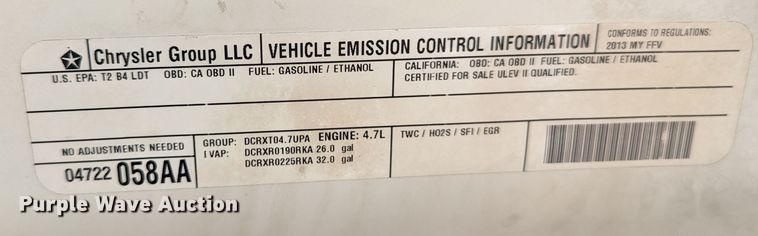 Chrysler Group LLC
VEHICLE EMISSION CONTROL INFORMATION
CONFORMS TO REGULATIONS:
2013 MY FFV
U.S. EPA: T2 B4 LDT OBD: CA OBD II FUEL: GASOLINE / ETHANOL
CALIFORNIA: OBD: CA OBD II FUEL: GASOLINE / ETHANOL
CERTIFIED FOR SALE ULEV II QUALIFIED.
NO ADJUSTMENTS NEEDED
04722 058AA
GROUP: DCRXT04.7UPA ENGINE: 4.7L
VAP: DCRXR0190RKA 26.0 gal
DCRXR0225RKA 32.0 gal
TWC / HO2S / SFI / EGR
Purple Wave Auction